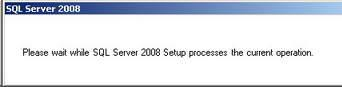 SQL Server 2008
Please wait while SQL Server 2008 Setup processes the current operation.